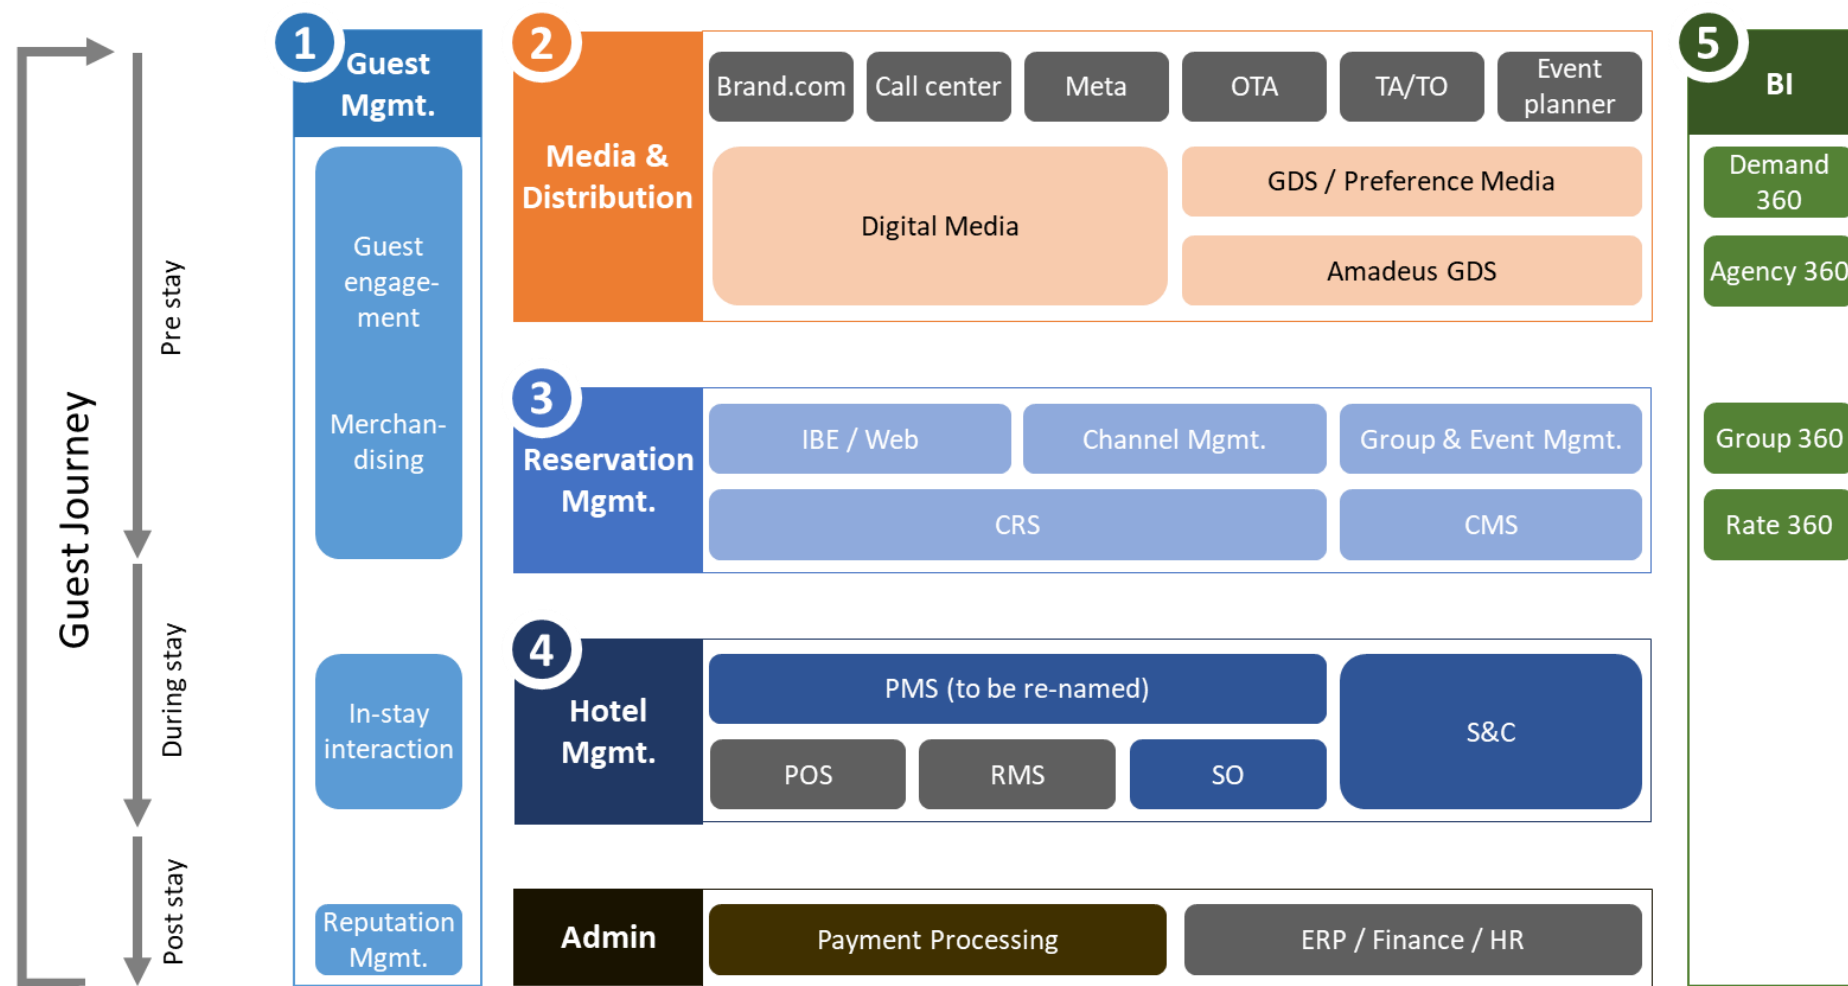 Guest Journey
Pre stay
During stay
Post stay
1
Guest
Mgmt.
Guest
engage-
ment
Merchan-
dising
In-stay
interaction
Reputation
Mgmt.
2
Media &
Distribution
Brand.com
Call center
Meta
OTA
TA/TO
Event
planner
Digital Media
GDS / Preference Media
Amadeus GDS
3
Reservation
Mgmt.
IBE / Web
Channel Mgmt.
Group & Event Mgmt.
CRS
CMS
4
Hotel
Mgmt.
PMS (to be re-named)
S&C
POS
RMS
SO
Admin
Payment Processing
ERP / Finance / HR
5
BI
Demand
360
Agency 360
Group 360
Rate 360